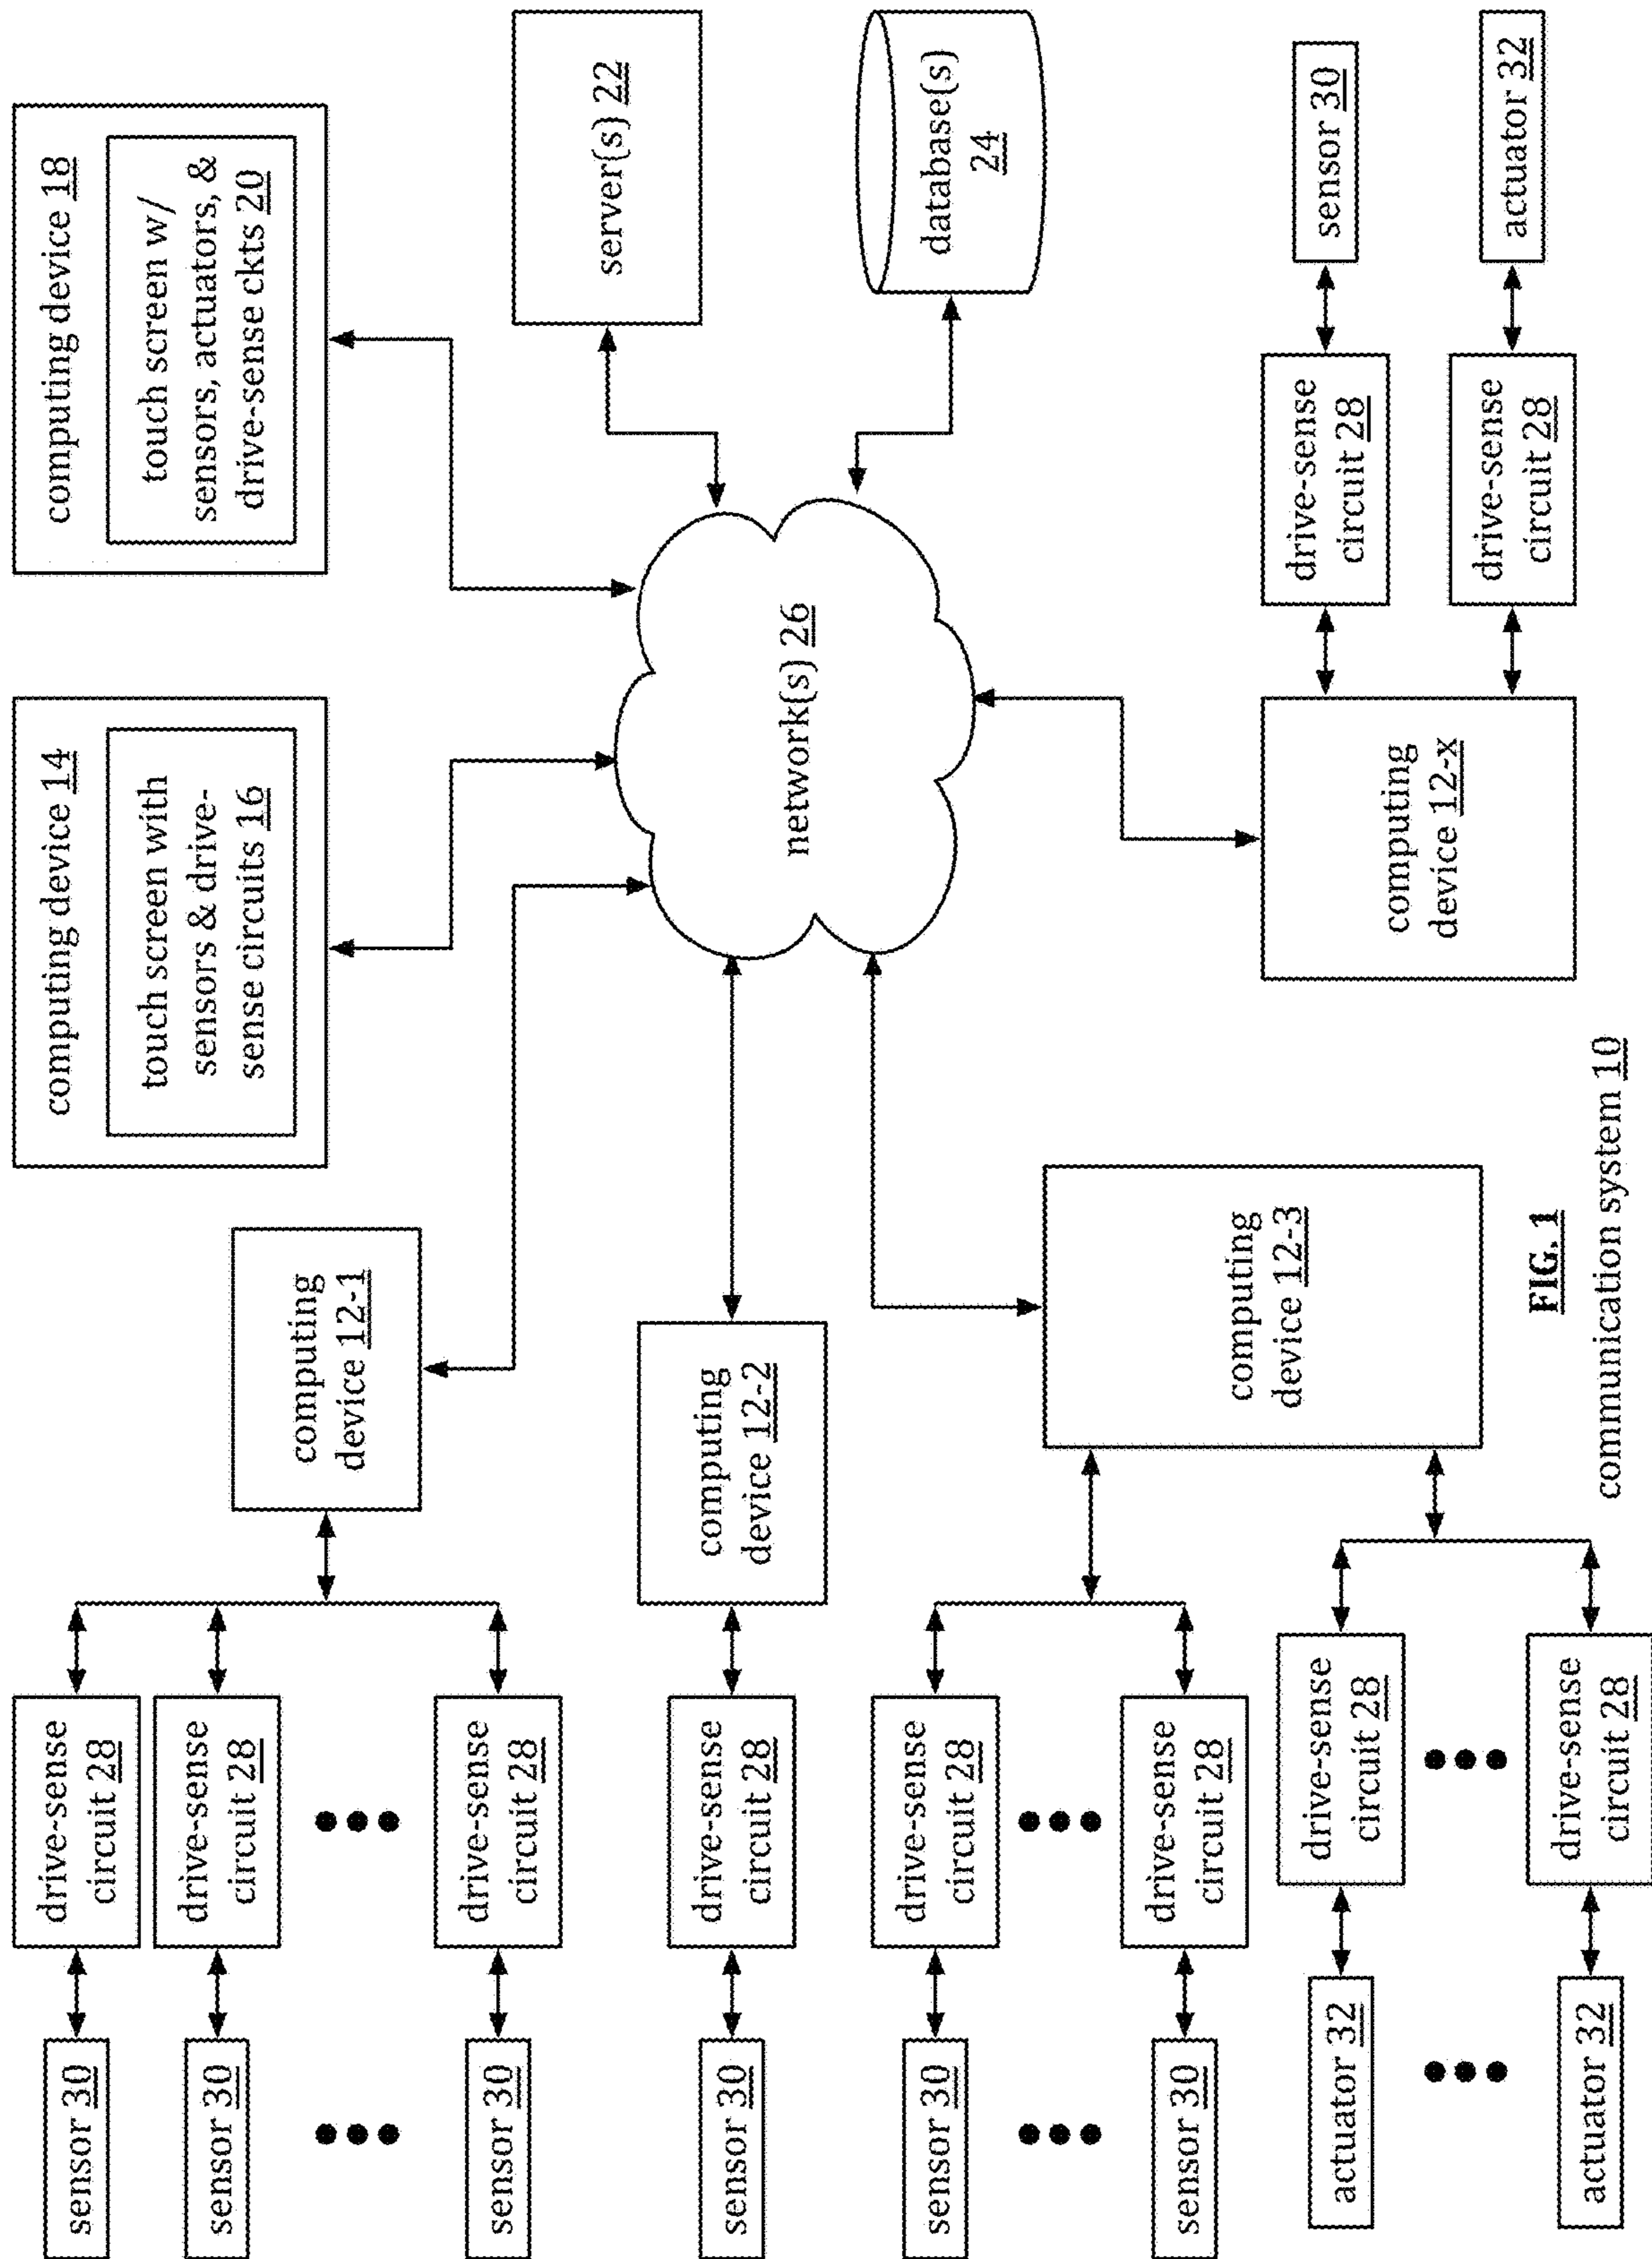 sensor 30
drive-sense
circuit 28
sensor 30
drive-sense
circuit 28
sensor 30
drive-sense
circuit 28
computing
device 12-1
computing device 14
touch screen with
sensors & drive-
sense circuits 16
computing device 18
touch screen w/
sensors, actuators, &
drive-sense ckts 20
sensor 30
drive-sense
circuit 28
computing
device 12-2
network(s) 26
server(s) 22
database(s)
24
sensor 30
drive-sense
circuit 28
sensor 30
drive-sense
circuit 28
actuator 32
drive-sense
circuit 28
actuator 32
drive-sense
circuit 28
computing
device 12-3
computing
device 12-x
drive-sense
circuit 28
sensor 30
drive-sense
circuit 28
actuator 32
FIG. 1
communication system 10